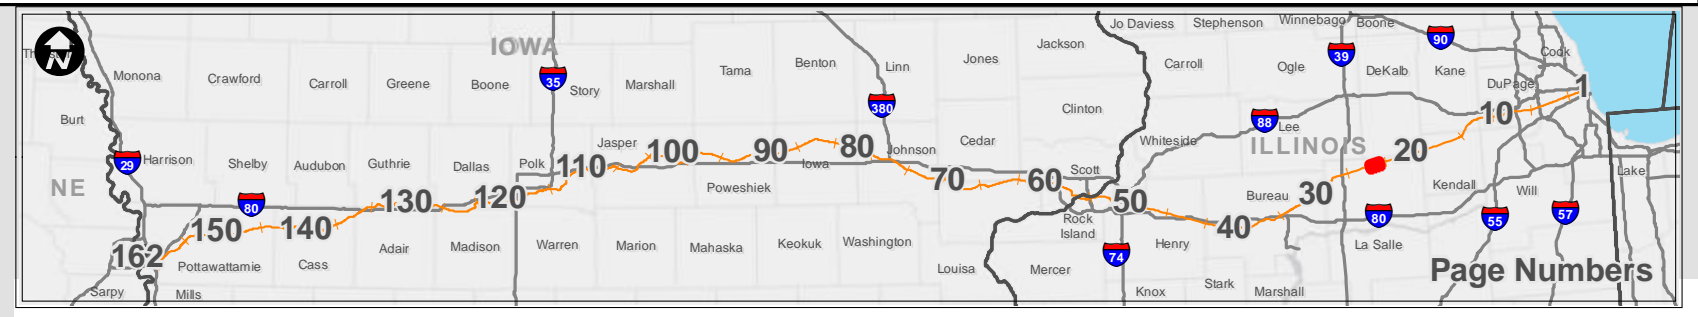 Jo Daviess Stephenson Winnebago Boone
IOWA Jackson 90 Cook
N 39
Monona Crawford Carroll Greene Boone 35 Story Marshall Tama Benton Linn Jones Carroll Ogle DeKalb Kane DuPage 1
Burt 380 Clinton 88 Lee 10
29 Harrison Shelby Audubon Guthrie Dallas Polk 110 Jasper 100 90 Iowa 80 Johnson Cedar Scott Whiteside ILLINOIS 20 Lake
NE 80 130 120 Poweshiek 70 60 50 Bureau 30 Kendall Will
162 150 140 Adair Madison Warren Marion Mahaska Keokuk Washington Rock
Island 74 Henry 40 La Salle 80 55 57
Pottawattamie Cass Louisa Mercer Page Numbers
Sarpy Mills Knox Stark Marshall